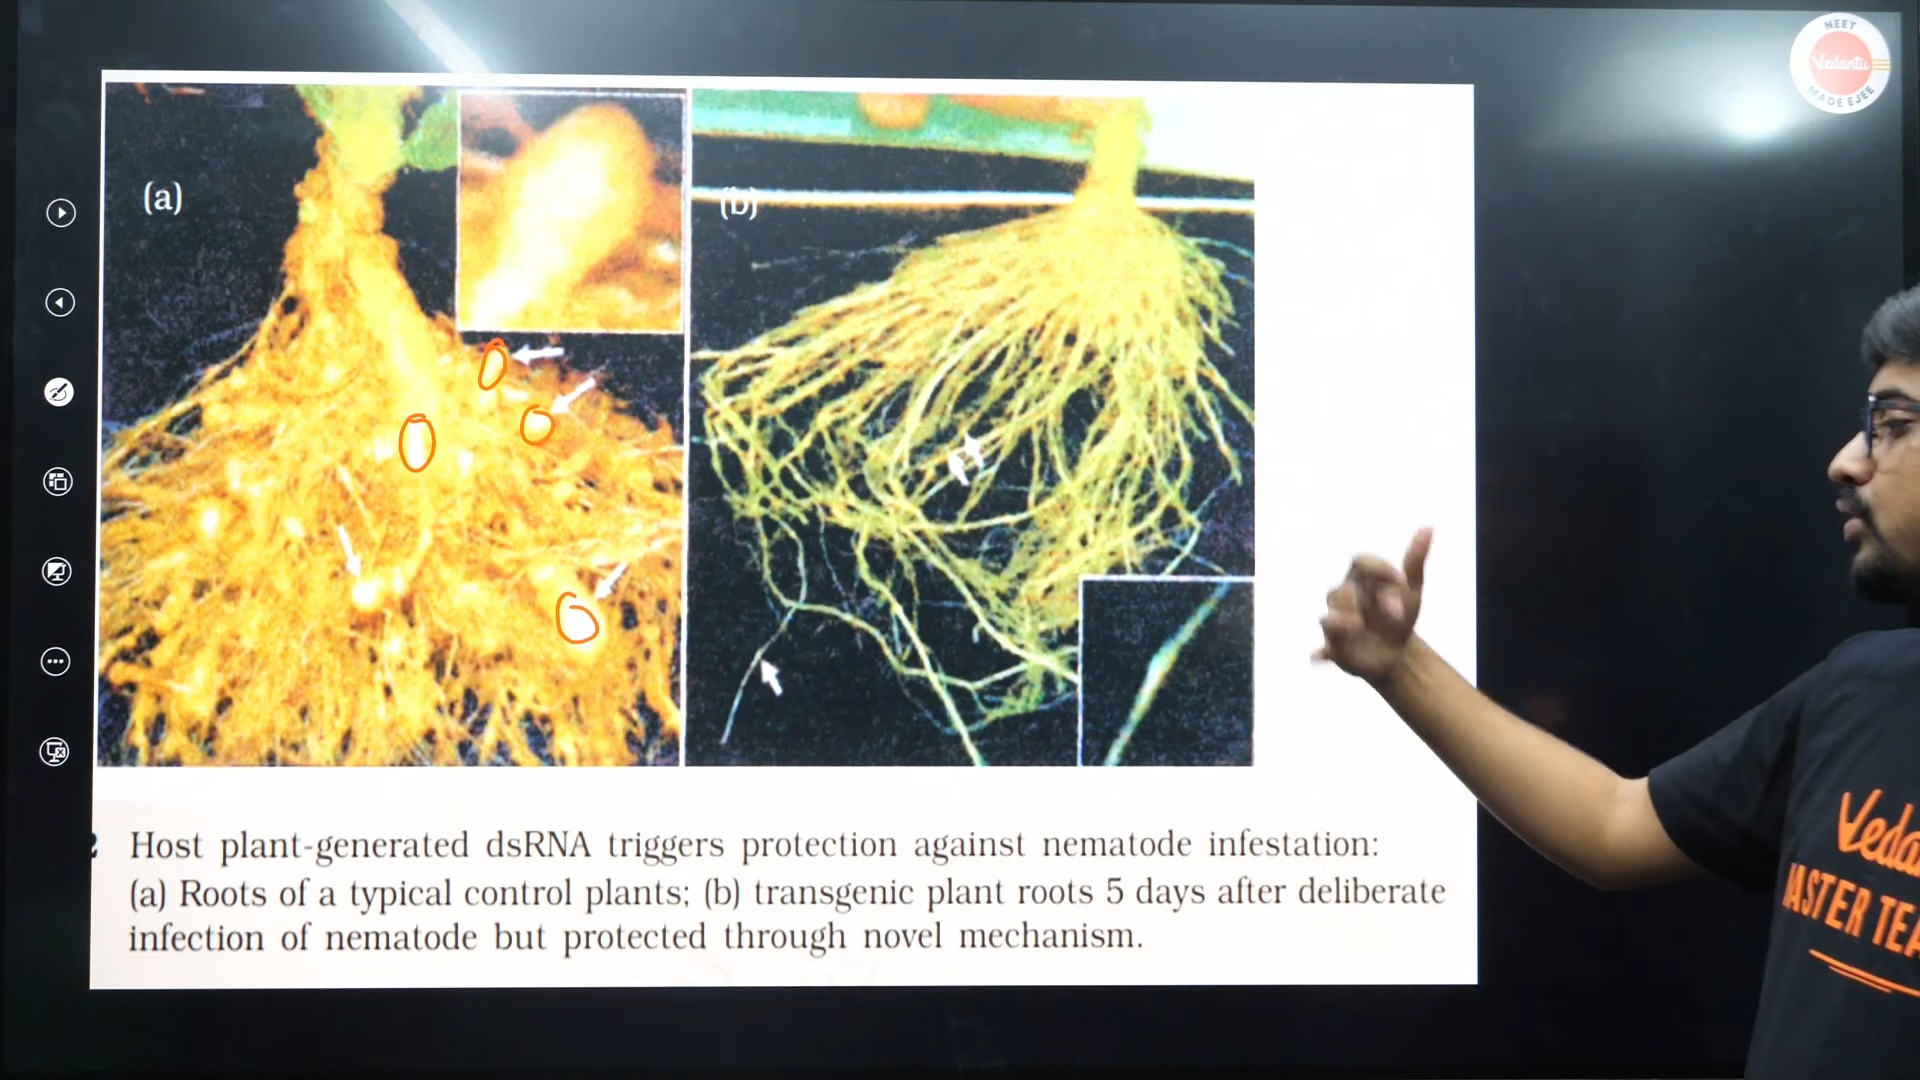 NEET
Vedantu
MADE EJEE
(a)
(b)
Host plant-generated dsRNA triggers protection against nematode infestation:
(a) Roots of a typical control plants; (b) transgenic plant roots 5 days after deliberate
infection of nematode but protected through novel mechanism.
Veda
ASTER TEA